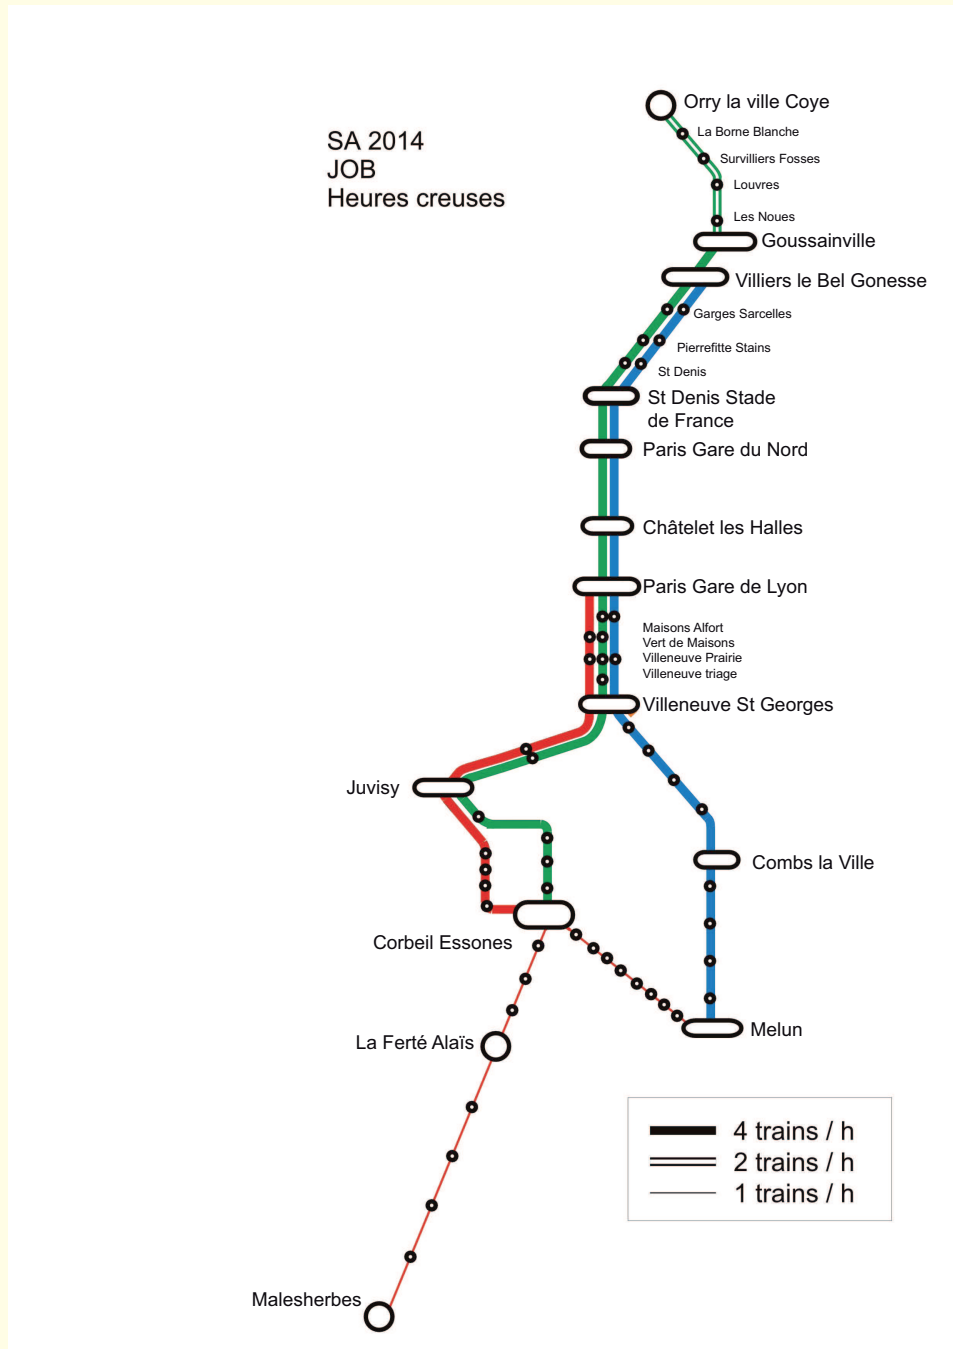 SA 2014
JOB
Heures creuses
Orry la ville Coye
La Borne Blanche
Survilliers Fosses
Louvres
Les Noues
Goussainville
Villiers le Bel Gonesse
Garges Sarcelles
Pierrefitte Stains
St Denis
St Denis Stade
de France
Paris Gare du Nord
Châtelet les Halles
Paris Gare de Lyon
Maisons Alfort
Vert de Maisons
Villeneuve Prairie
Villeneuve triage
Villeneuve St Georges
Juvisy
Combs la Ville
Corbeil Essones
Melun
La Ferté Alaïs
Malesherbes
4 trains / h
2 trains / h
1 trains / h